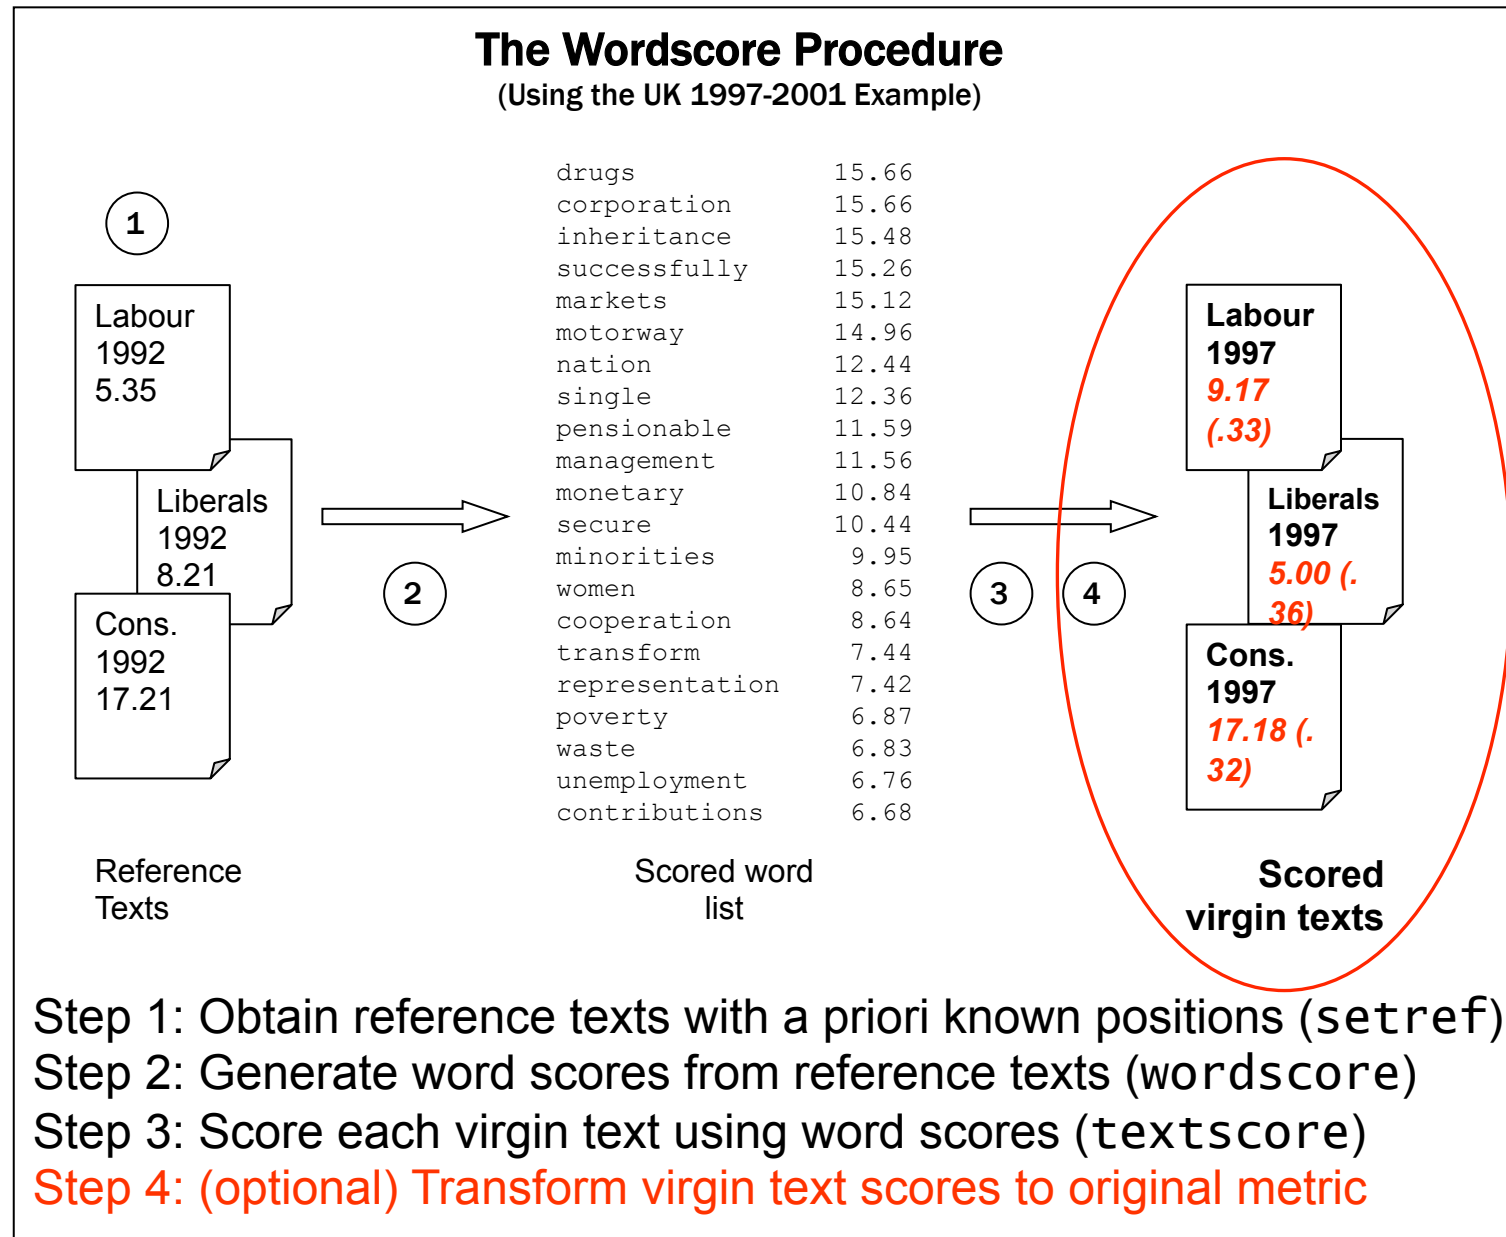 The Wordscore Procedure
(Using the UK 1997-2001 Example)
1
Labour
1992
5.35
Liberals
1992
8.21
Cons.
1992
17.21
Reference
Texts
2
drugs 15.66
corporation 15.66
inheritance 15.48
successfully 15.26
markets 15.12
motorway 14.96
nation 12.44
single 12.36
pensionable 11.59
management 11.56
monetary 10.84
secure 10.44
minorities 9.95
women 8.65
cooperation 8.64
transform 7.44
representation 7.42
poverty 6.87
waste 6.83
unemployment 6.76
contributions 6.68
Scored word
list
3
4
Labour
1997
9.17
(.33)
Liberals
1997
5.00 (.
36)
Cons.
1997
17.18 (.
32)
Scored
virgin texts
Step 1: Obtain reference texts with a priori known positions (setref)
Step 2: Generate word scores from reference texts (wordscore)
Step 3: Score each virgin text using word scores (textscore)
Step 4: (optional) Transform virgin text scores to original metric